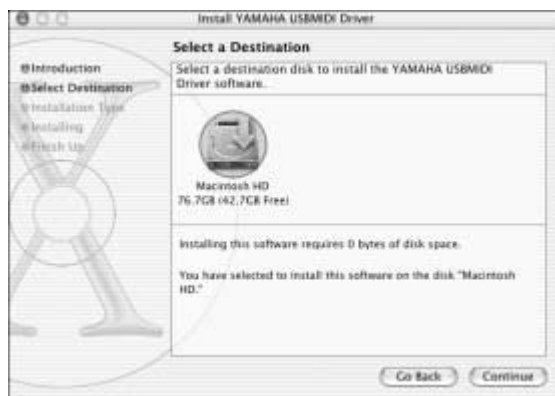 Install YAMAHA USBMIDI Driver
Select a Destination
Introduction
Select Destination
Installation Type
Installing
Finish Up
Select a destination disk to install the YAMAHA USBMIDI
Driver software.
Macintosh HD
76.7GB (42.7GB Free)
Installing this software requires 0 bytes of disk space.
You have selected to install this software on the disk "Macintosh
HD."
Go Back
Continue